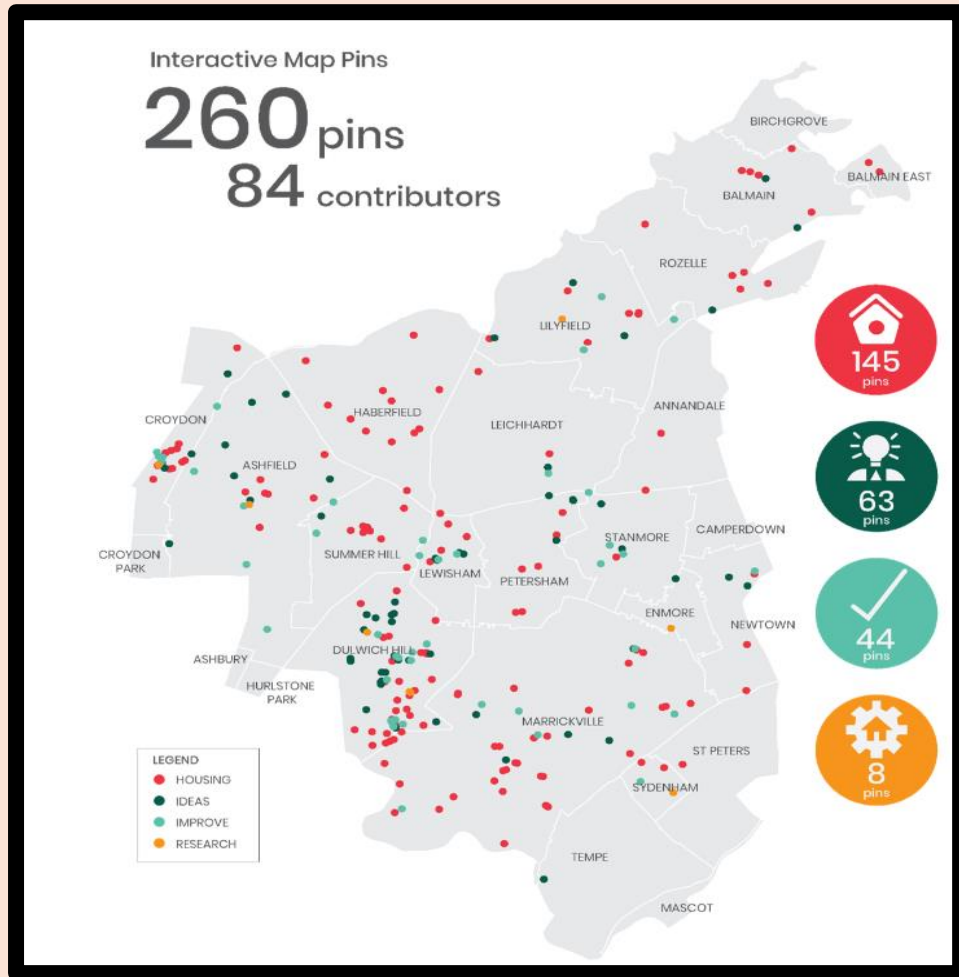 Interactive Map Pins
260 pins
84 contributors
BIRCHGROVE
BALMAIN EAST
BALMAIN
ROZELLE
LILYFIELD
145
pins
ANNANDALE
HABERFIELD
CROYDON
LEICHHARDT
ASHFIELD
63
pins
CAMPERDOWN
STANMORE
CROYDON
PARK
SUMMER HILL
LEWISHAM
PETERSHAM
ENMORE
NEWTOWN
44
pins
DULWICH HILL
ASHBURY
HURLSTONE
PARK
MARRICKVILLE
ST PETERS
8
pins
SYDENHAM
LEGEND
HOUSING
IDEAS
IMPROVE
RESEARCH
TEMPE
MASCOT